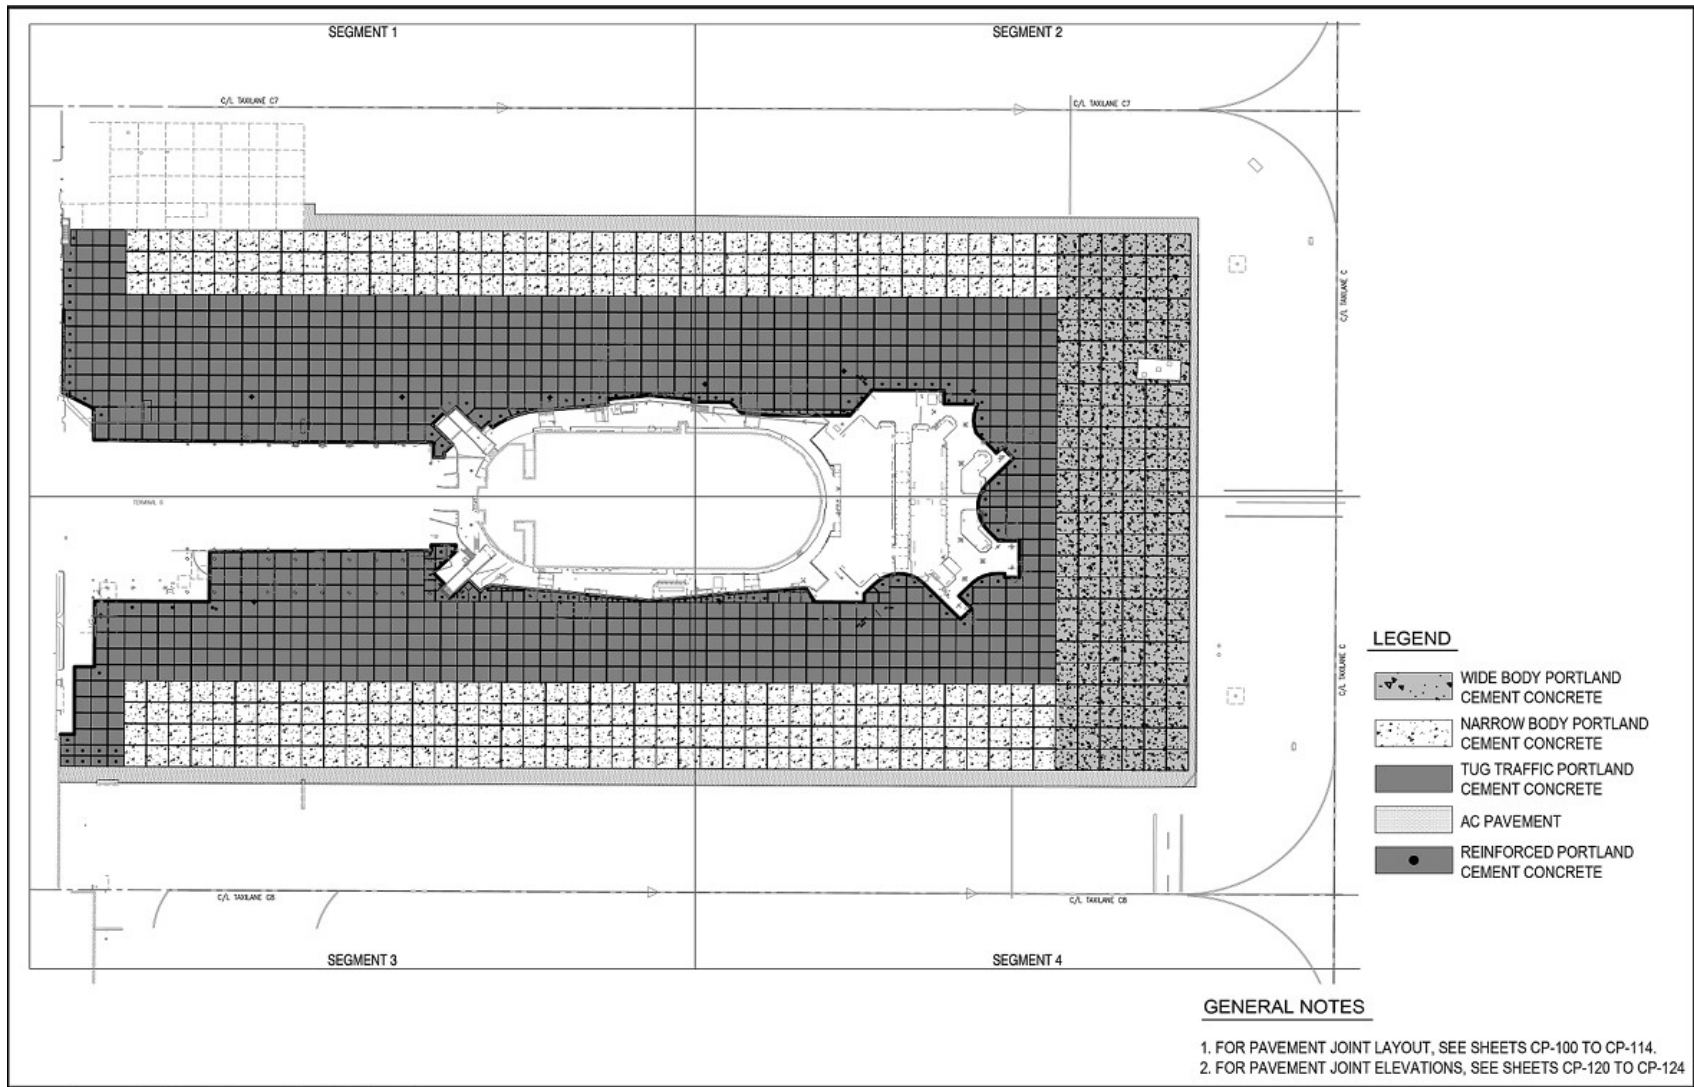 SEGMENT 1
SEGMENT 2
C/L TAXILANE C7
C/L TAXILANE C7
C/L TAXILANE C
TERMINAL
C/L TAXILANE C
LEGEND
WIDE BODY PORTLAND
CEMENT CONCRETE
NARROW BODY PORTLAND
CEMENT CONCRETE
TUG TRAFFIC PORTLAND
CEMENT CONCRETE
AC PAVEMENT
REINFORCED PORTLAND
CEMENT CONCRETE
C/L TAXILANE C8
C/L TAXILANE C8
SEGMENT 3
SEGMENT 4
GENERAL NOTES
1. FOR PAVEMENT JOINT LAYOUT, SEE SHEETS CP-100 TO CP-114.
2. FOR PAVEMENT JOINT ELEVATIONS, SEE SHEETS CP-120 TO CP-124